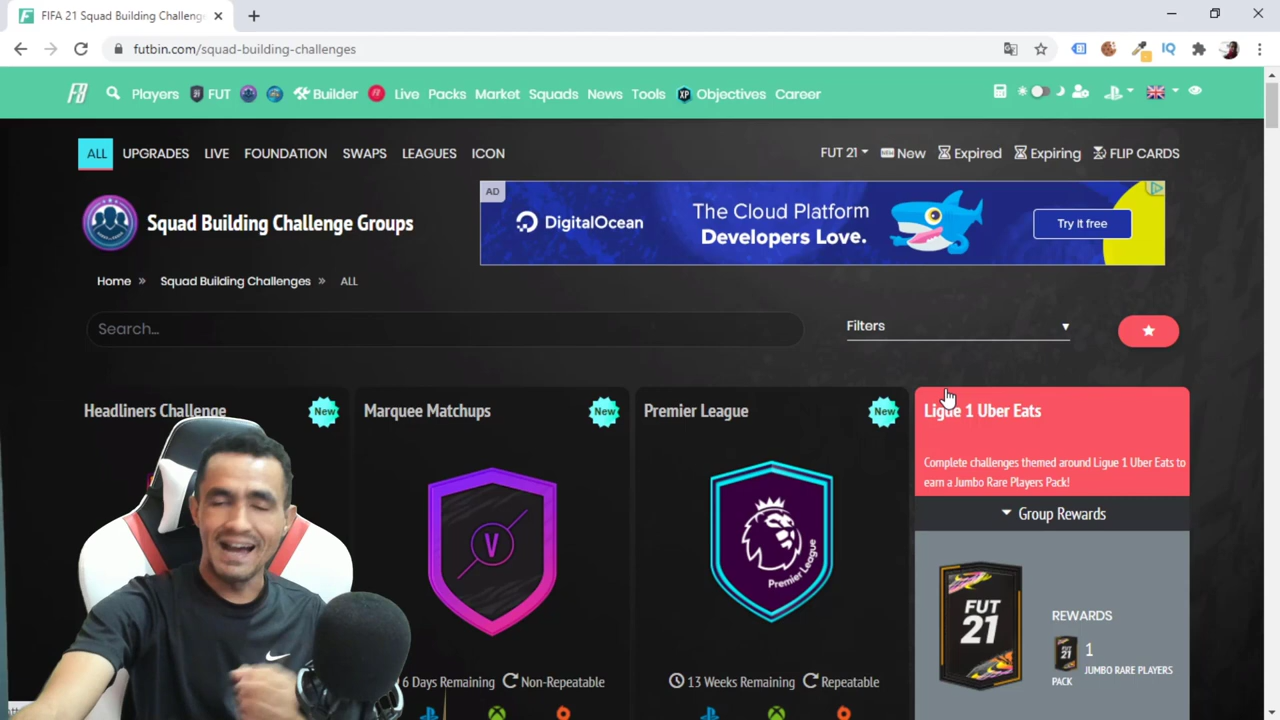 FIFA 21 Squad Building Challeng
futbin.com/squad-building-challenges
IQ
Players FUT Builder Live Packs Market Squads News Tools XP Objectives Career
ALL UPGRADES LIVE FOUNDATION SWAPS LEAGUES ICON
FUT 21 NEW New Expired Expiring FLIP CARDS
Squad Building Challenge Groups
AD
DigitalOcean
The Cloud Platform
Developers Love.
Try it free
Home » Squad Building Challenges » ALL
Search...
Filters
Headliners Challenge New
Marquee Matchups New
Premier League New
Ligue 1 Uber Eats
Complete challenges themed around Ligue 1 Uber Eats to
earn a Jumbo Rare Players Pack!
Group Rewards
V
Premier
League
FUT
21
REWARDS
FUT
21
1
JUMBO RARE PLAYERS
PACK
6 Days Remaining Non-Repeatable
13 Weeks Remaining Repeatable